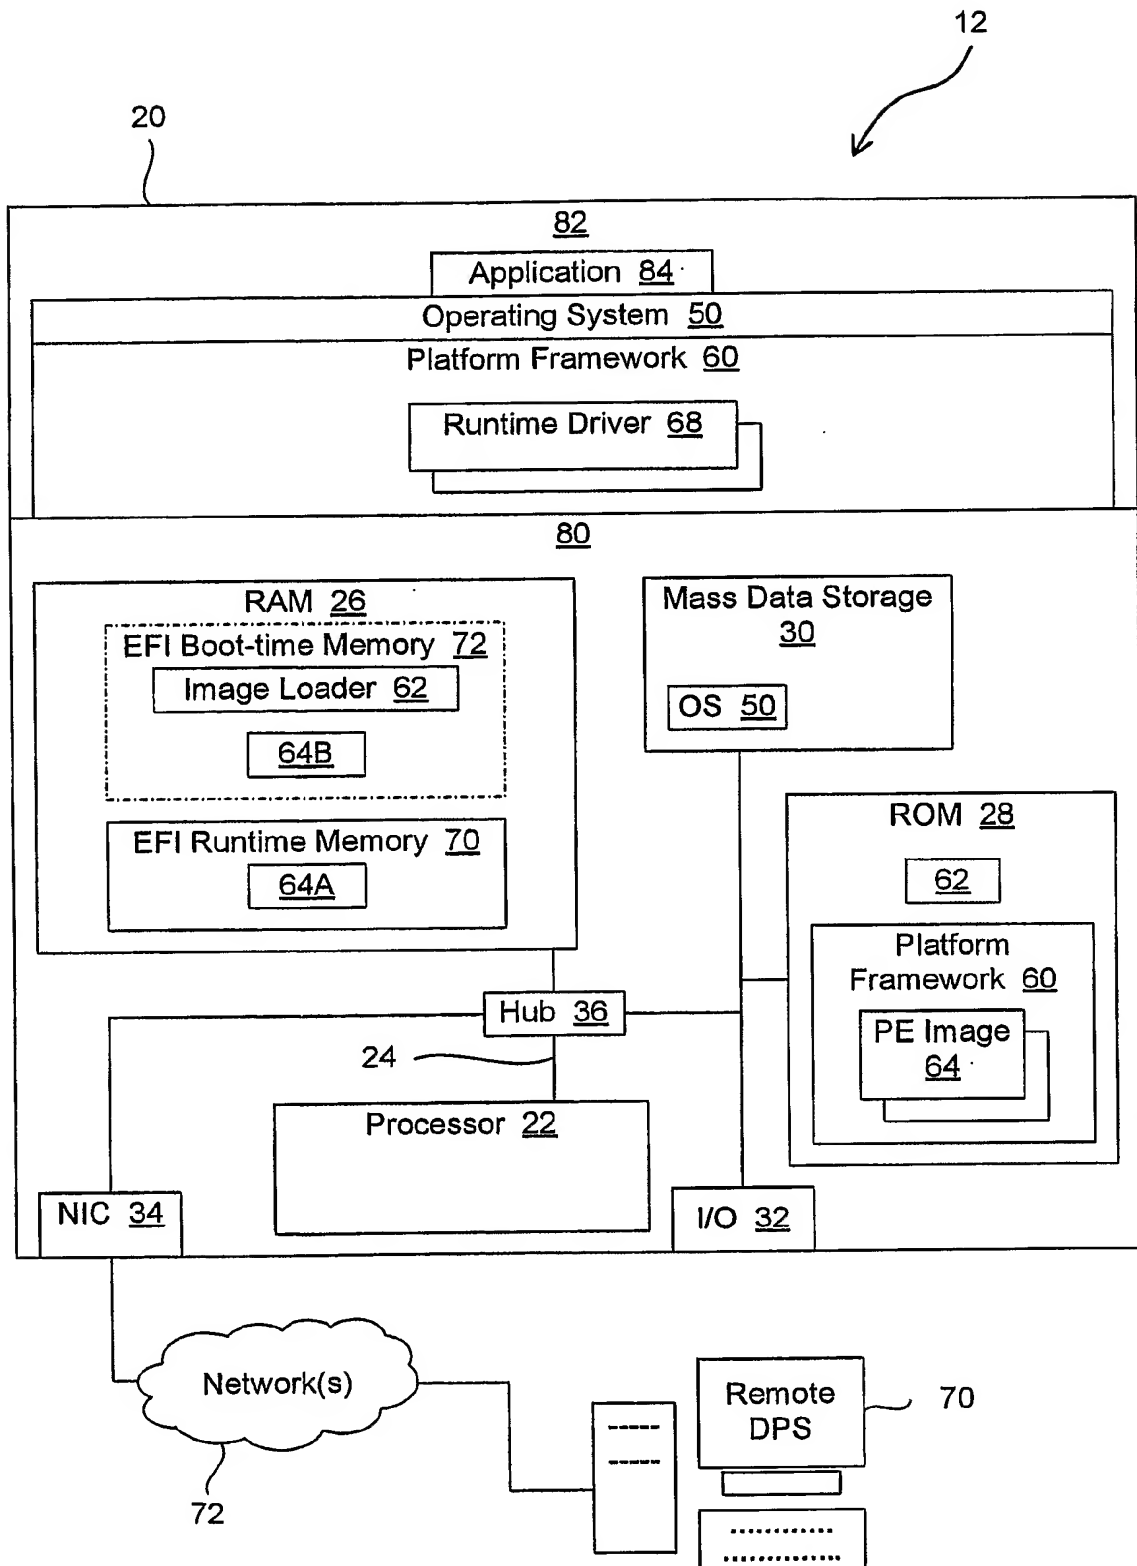 12
20
82
Application 84
Operating System 50
Platform Framework 60
Runtime Driver 68
80
RAM 26
EFI Boot-time Memory 72
Image Loader 62
64B
EFI Runtime Memory 70
64A
Mass Data Storage
30
OS 50
ROM 28
62
Platform
Framework 60
PE Image
64
Hub 36
24
Processor 22
NIC 34
I/O 32
Network(s)
72
Remote
DPS
70